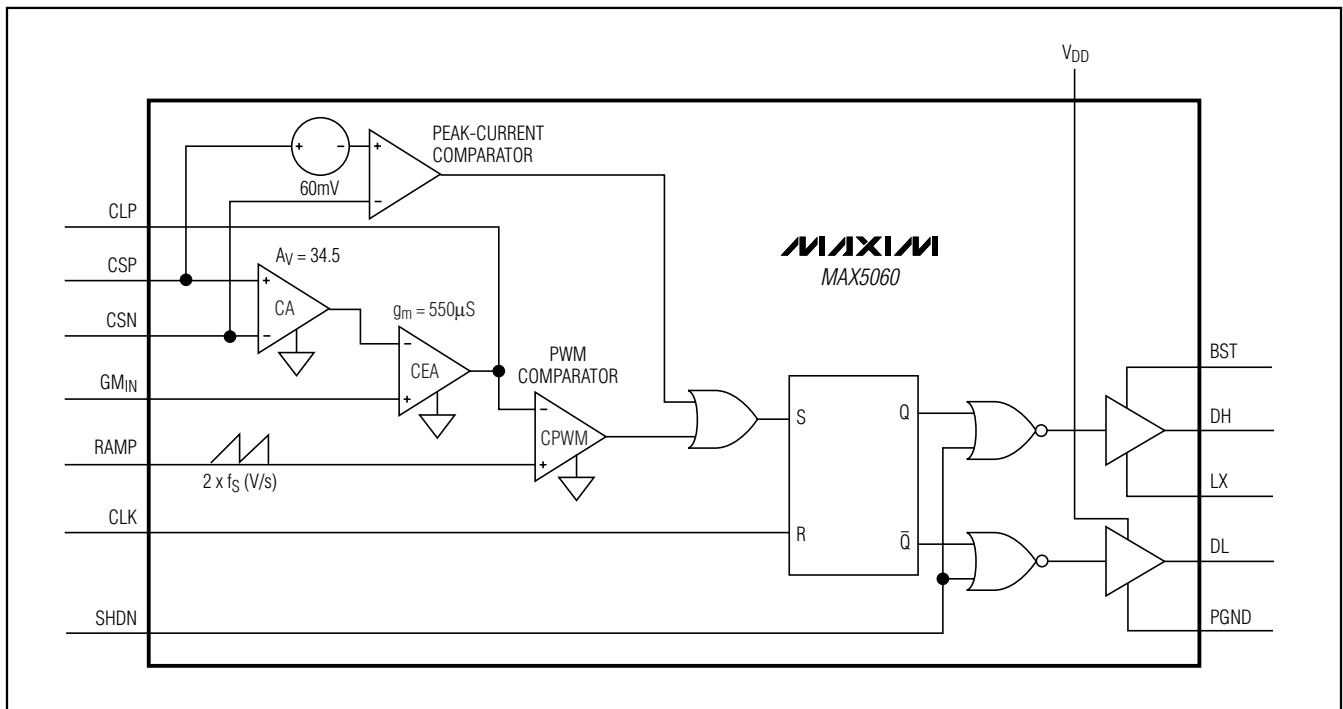 VDD
PEAK-CURRENT
COMPARATOR
+ -
+
-
60mV
CLP
AV = 34.5
MAXIM
MAX5060
CSP
+
CA
-
gm = 550µS
CSN
-
CEA
+
PWM
COMPARATOR
BST
GMIN
-
CPWM
+
S
Q
DH
RAMP
2 x fS (V/s)
LX
CLK
R
Q̅
DL
SHDN
PGND